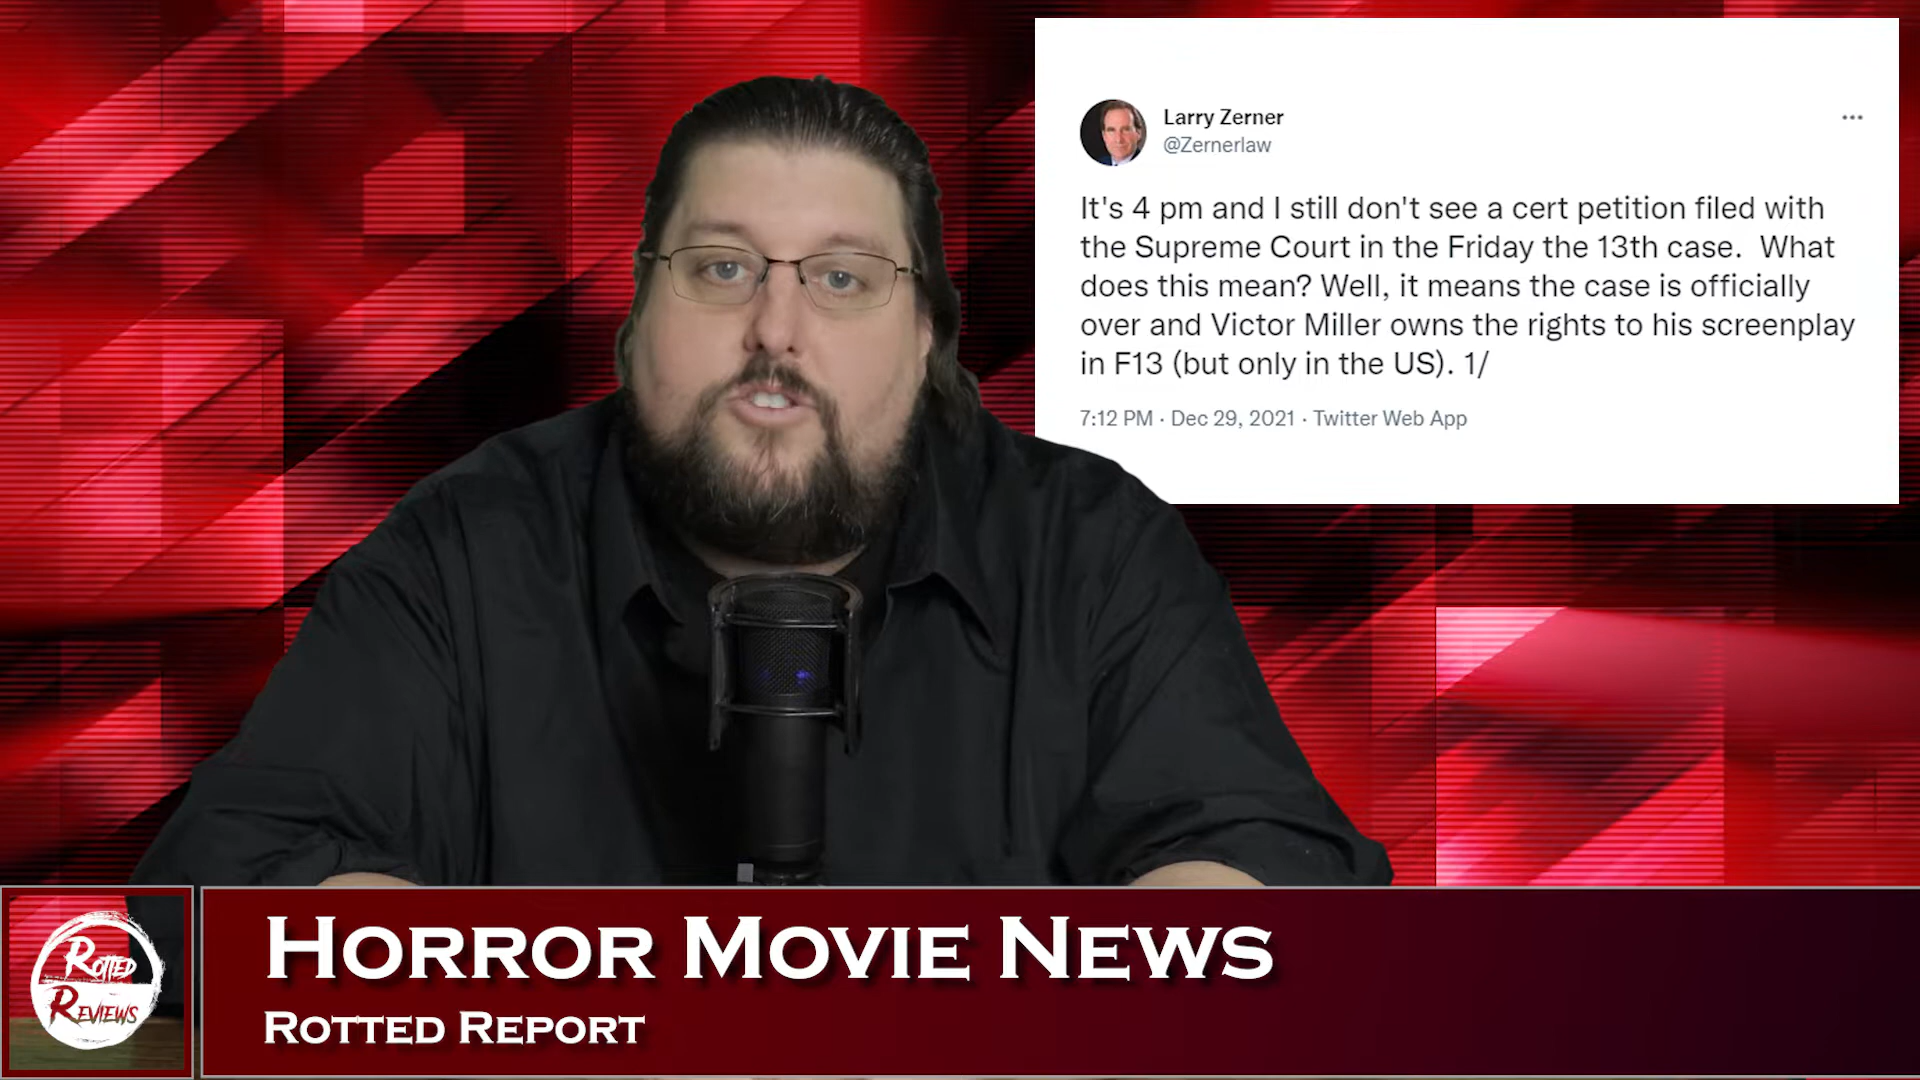 Larry Zerner
@Zernerlaw
It's 4 pm and I still don't see a cert petition filed with
the Supreme Court in the Friday the 13th case.  What
does this mean? Well, it means the case is officially
over and Victor Miller owns the rights to his screenplay
in F13 (but only in the US). 1/
7:12 PM · Dec 29, 2021 · Twitter Web App
ROTTED
REVIEWS
HORROR MOVIE NEWS
ROTTED REPORT